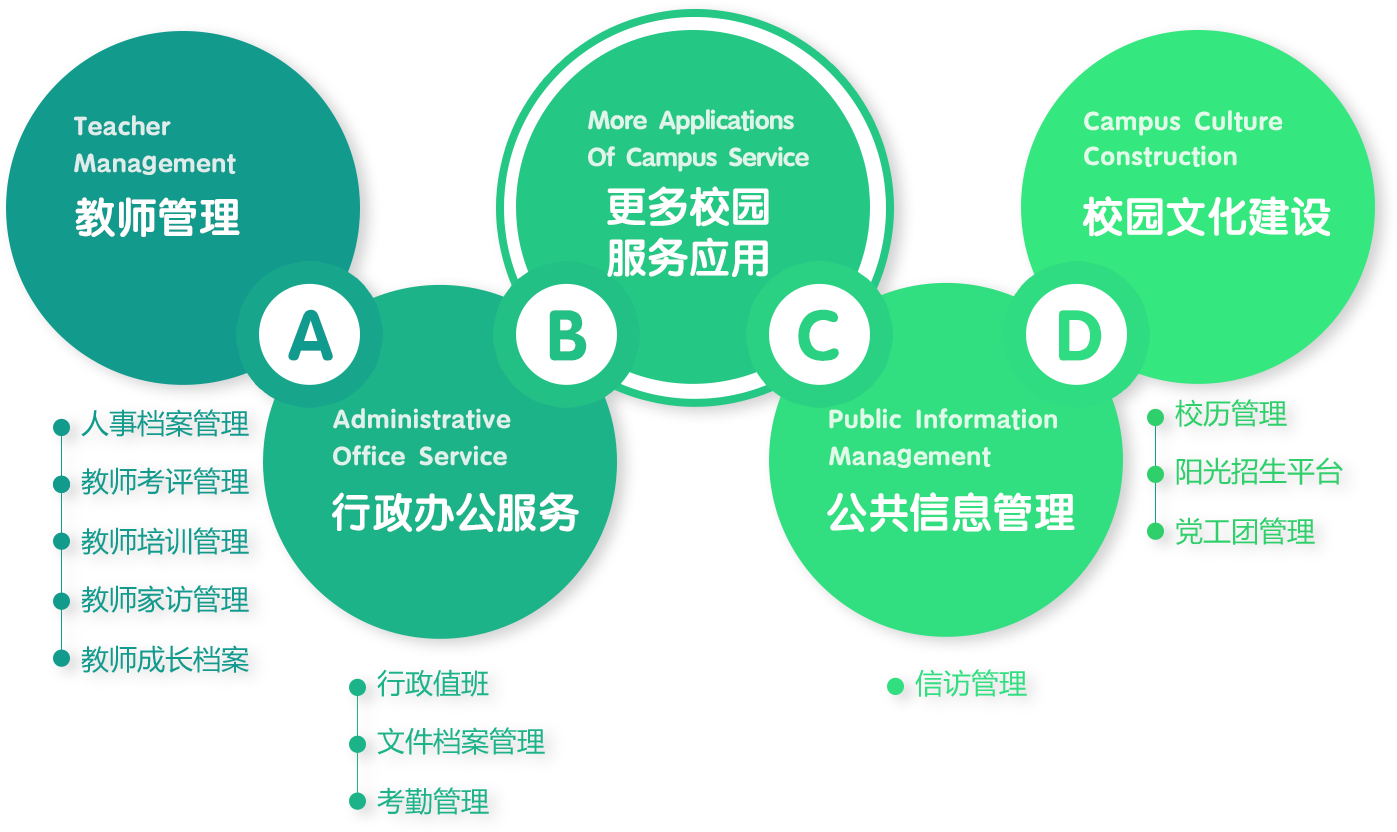 Teacher
Management
教师管理
A
人事档案管理
教师考评管理
教师培训管理
教师家访管理
教师成长档案
Administrative
Office Service
行政办公服务
行政值班
文件档案管理
考勤管理
B
More Applications
Of Campus Service
更多校园
服务应用
C
Public Information
Management
公共信息管理
信访管理
D
Campus Culture
Construction
校园文化建设
校历管理
阳光招生平台
党工团管理